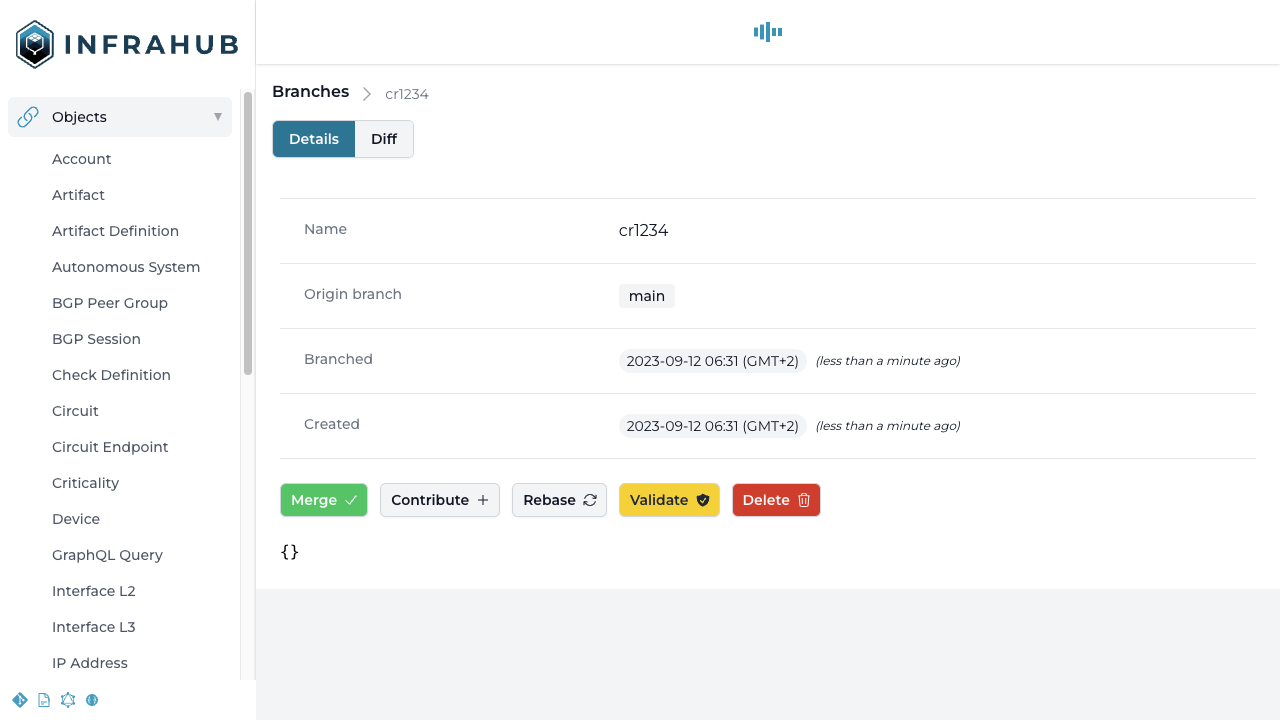 INFRAHUB
Objects
Account
Artifact
Artifact Definition
Autonomous System
BGP Peer Group
BGP Session
Check Definition
Circuit
Circuit Endpoint
Criticality
Device
GraphQL Query
Interface L2
Interface L3
IP Address
Branches cr1234
Details Diff
Name cr1234
Origin branch main
Branched 2023-09-12 06:31 (GMT+2) (less than a minute ago)
Created 2023-09-12 06:31 (GMT+2) (less than a minute ago)
Merge Contribute Rebase Validate Delete
{}